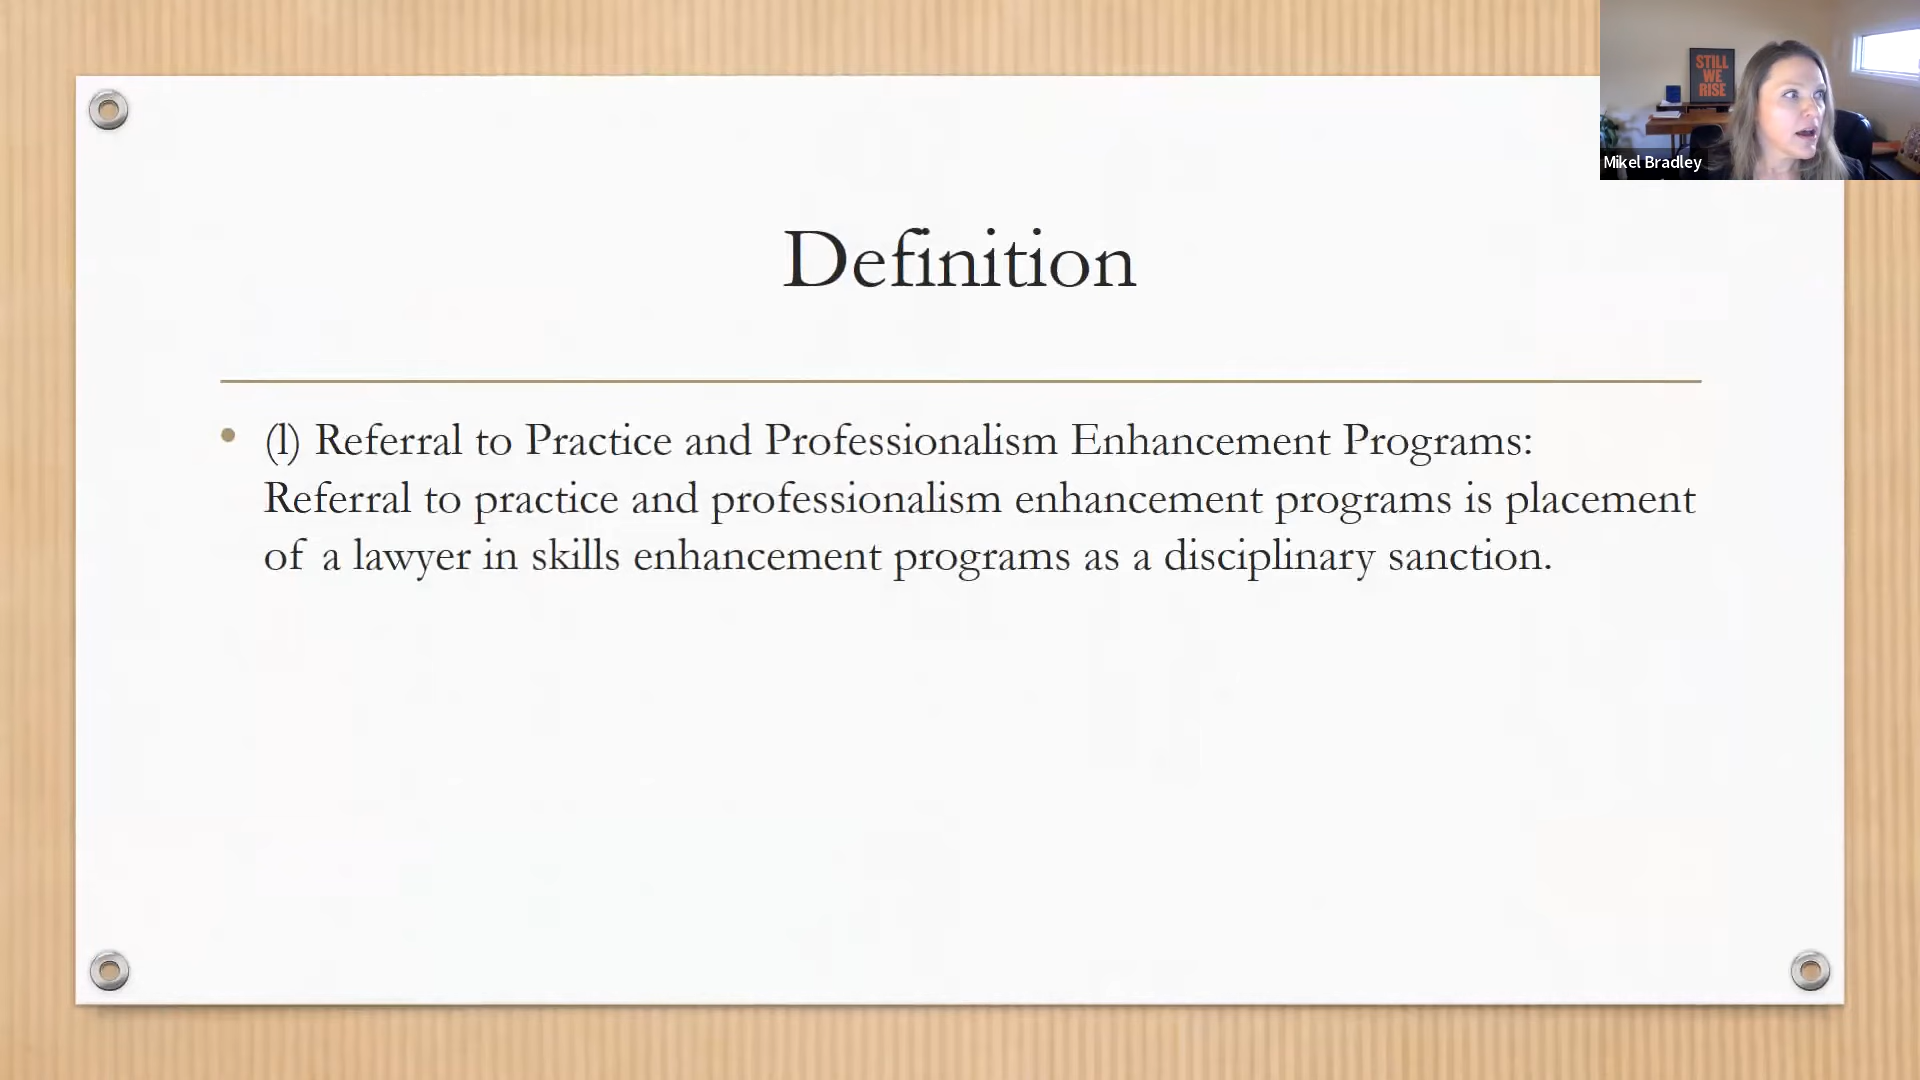 STILL
WE
RISE
Mikel Bradley
Definition
• (l) Referral to Practice and Professionalism Enhancement Programs:
Referral to practice and professionalism enhancement programs is placement
of a lawyer in skills enhancement programs as a disciplinary sanction.